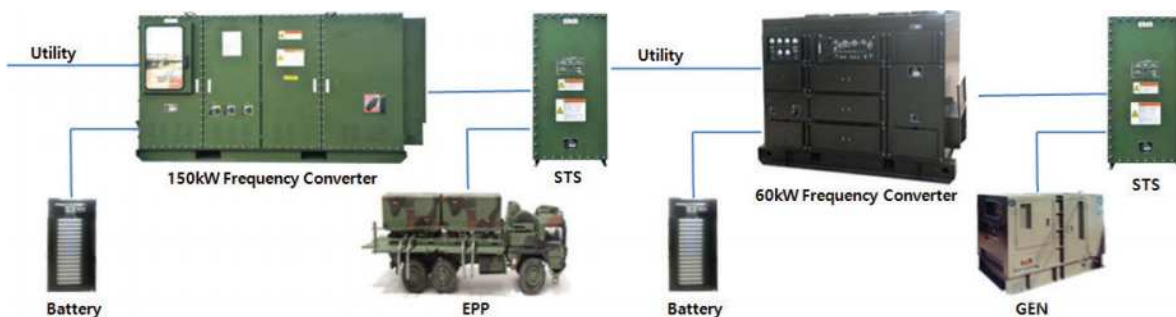 Utility
Utility
150kW Frequency Converter
STS
60kW Frequency Converter
STS
Battery
EPP
Battery
GEN